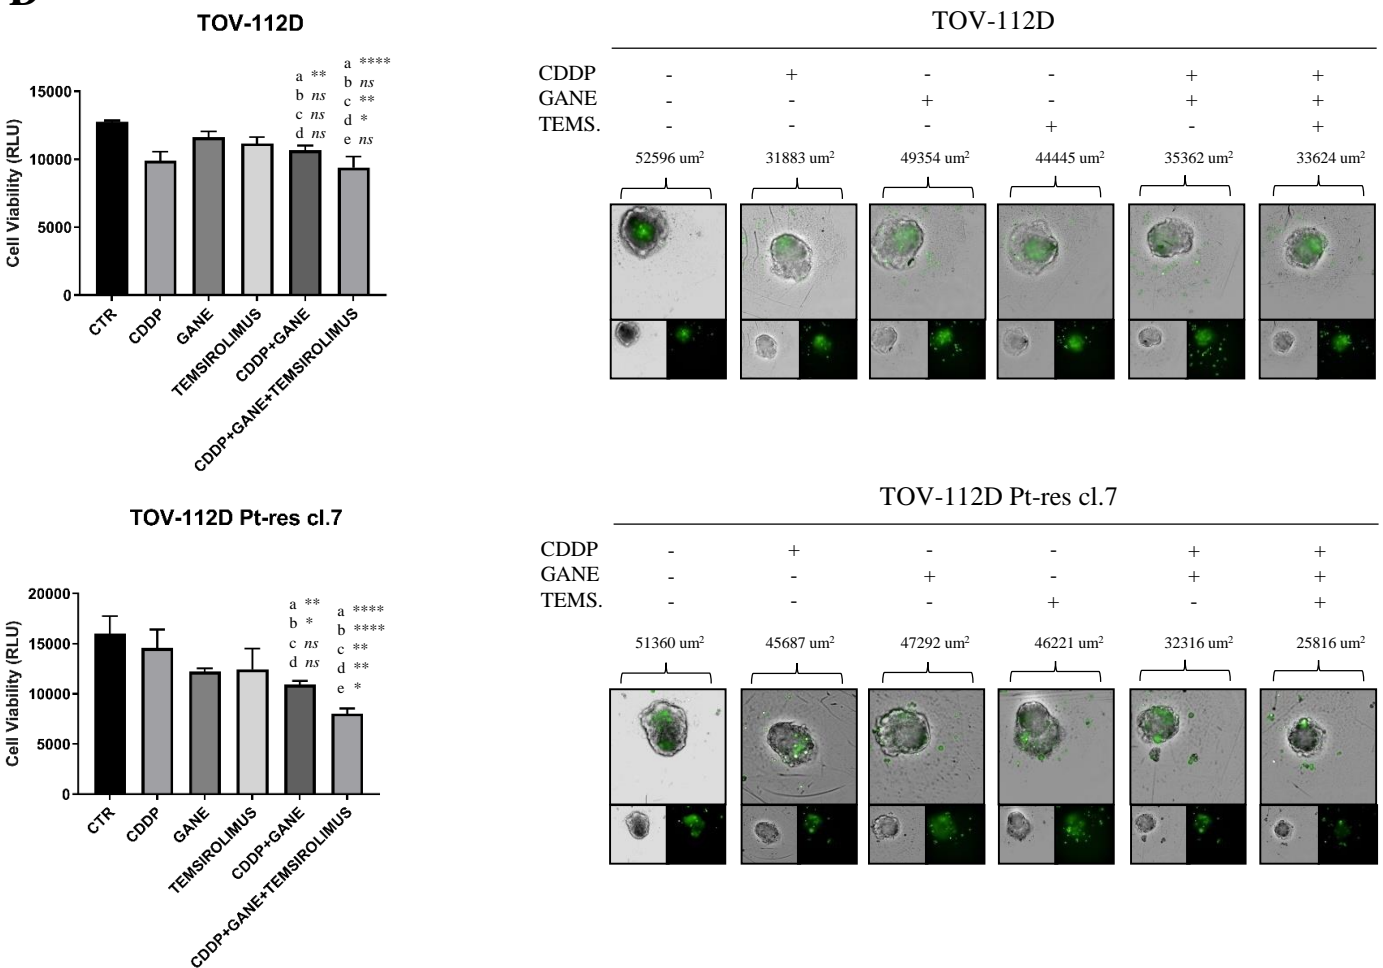 D
TOV-112D
Cell Viability (RLU)
15000
10000
5000
0
a **
b ns
c ns
d ns
a ****
b ns
c **
d *
e ns
CTR
CDDP
GANE
TEMSIROLIMUS
CDDP+GANE
CDDP+GANE+TEMSIROLIMUS
TOV-112D
CDDP - + - - + +
GANE - - + - + +
TEMS. - - - + - +
52596 um² 31883 um² 49354 um² 44445 um² 35362 um² 33624 um²
TOV-112D Pt-res cl.7
Cell Viability (RLU)
20000
15000
10000
5000
0
a **
b *
c ns
d ns
a ****
b ****
c **
d **
e *
CTR
CDDP
GANE
TEMSIROLIMUS
CDDP+GANE
CDDP+GANE+TEMSIROLIMUS
TOV-112D Pt-res cl.7
CDDP - + - - + +
GANE - - + - + +
TEMS. - - - + - +
51360 um² 45687 um² 47292 um² 46221 um² 32316 um² 25816 um²